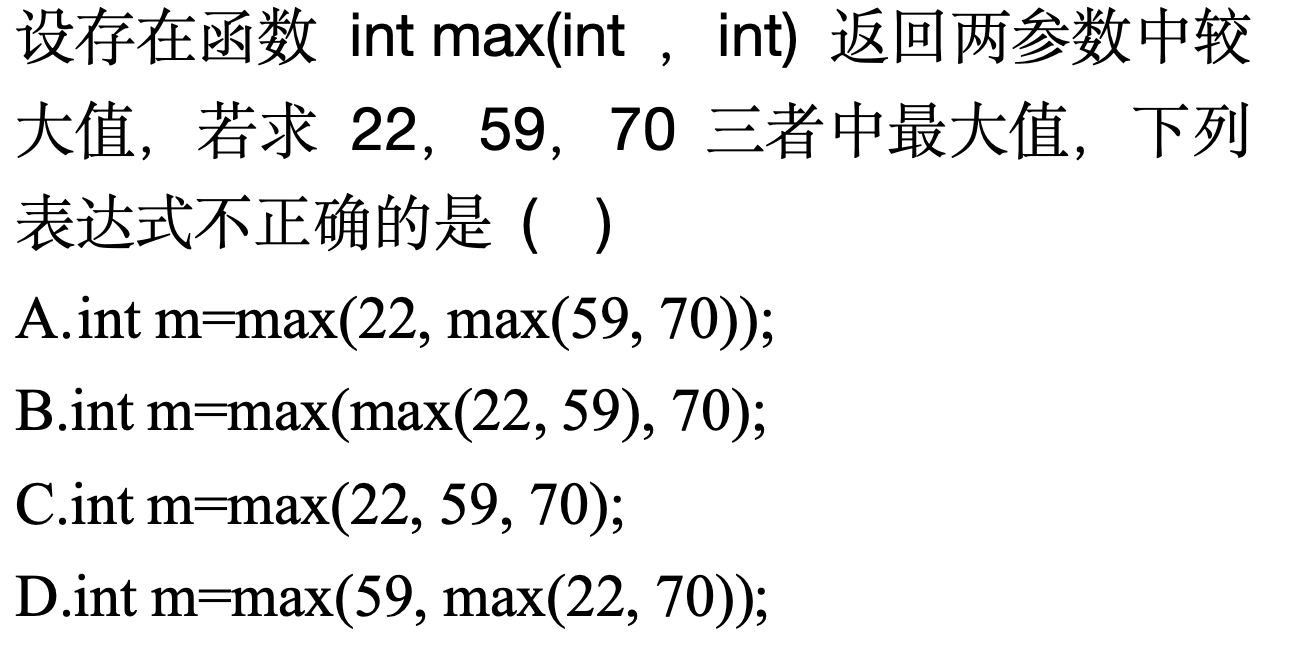 设存在函数 int max(int ， int) 返回两参数中较
大值，若求 22，59，70 三者中最大值，下列
表达式不正确的是（ ）
A.int m=max(22, max(59, 70));
B.int m=max(max(22, 59), 70);
C.int m=max(22, 59, 70);
D.int m=max(59, max(22, 70));